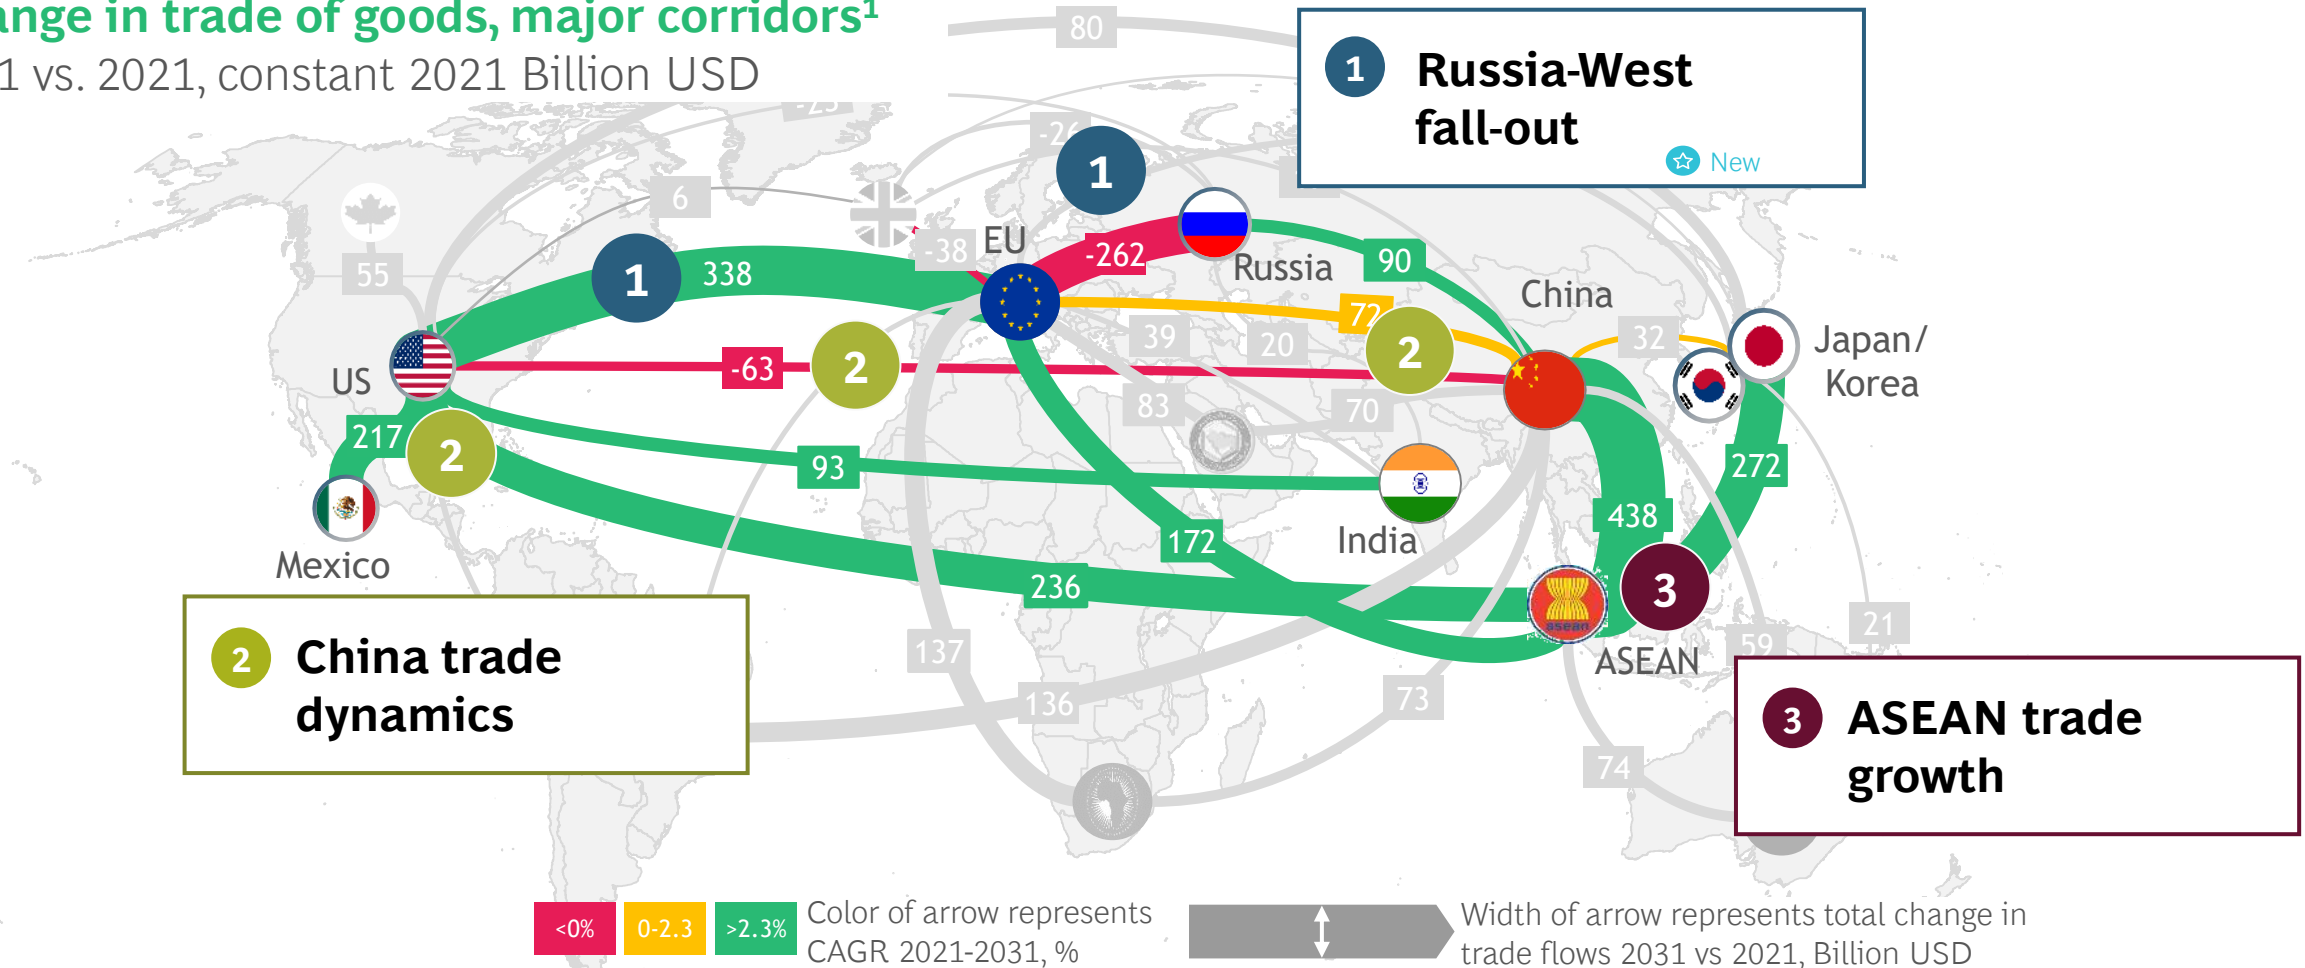 ange in trade of goods, major corridors¹
1 vs. 2021, constant 2021 Billion USD
80
1
Russia-West
fall-out
New
-23
-26
1
6
-38
EU
-262
Russia
90
China
55
1
338
72
2
39
20
32
Japan/
Korea
US
-63
2
83
70
217
2
93
272
India
438
172
Mexico
236
asean
3
ASEAN
137
59
21
136
73
74
2
China trade
dynamics
3
ASEAN trade
growth
<0%
0-2.3
>2.3%
Color of arrow represents
CAGR 2021-2031, %
Width of arrow represents total change in
trade flows 2031 vs 2021, Billion USD